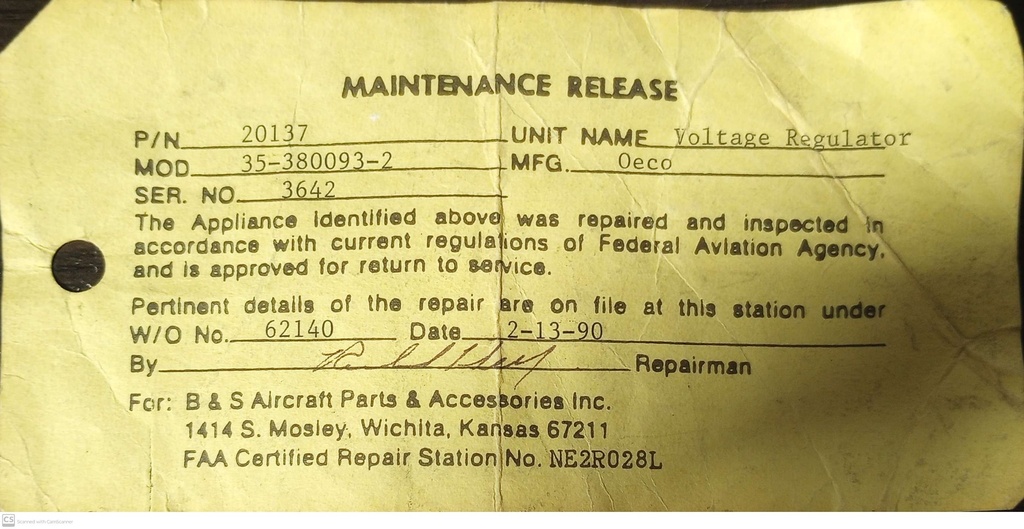 MAINTENANCE RELEASE
P/N 20137 UNIT NAME Voltage Regulator
MOD 35-380093-2 MFG. Oeco
SER. NO. 3642
The Appliance identified above was repaired and inspected in
accordance with current regulations of Federal Aviation Agency,
and is approved for return to service.
Pertinent details of the repair are on file at this station under
W/O No. 62140 Date 2-13-90
By Repairman
For: B & S Aircraft Parts & Accessories Inc.
1414 S. Mosley, Wichita, Kansas 67211
FAA Certified Repair Station No. NE2R028L
CS Scanned with CamScanner